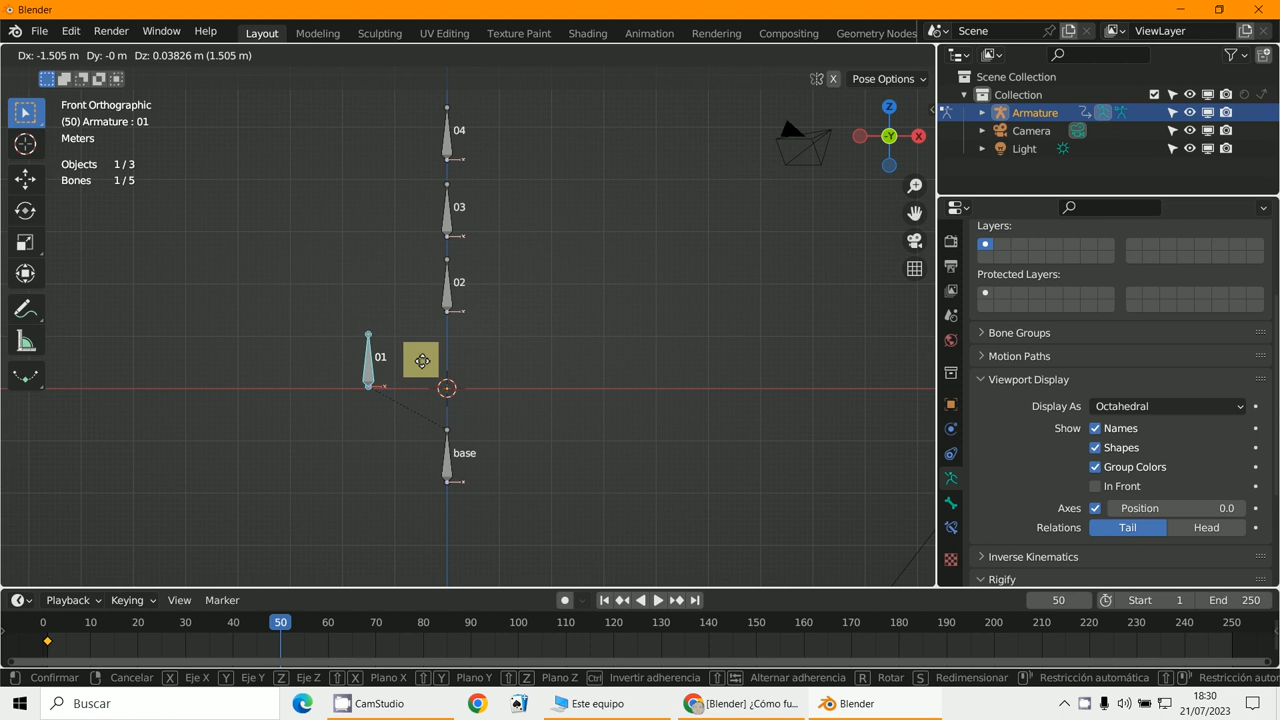 Blender
File Edit Render Window Help
Layout Modeling Sculpting UV Editing Texture Paint Shading Animation Rendering Compositing Geometry Nodes
Scene ViewLayer
Dx: -1.505 m Dy: -0 m Dz: 0.03826 m (1.505 m)
X Pose Options
Front Orthographic
(50) Armature : 01
Meters
Objects 1 / 3
Bones 1 / 5
04
03
02
01
base
Z
-Y
X
Scene Collection
Collection
Armature
Camera
Light
Layers:
Protected Layers:
Bone Groups
Motion Paths
Viewport Display
Display As Octahedral
Show Names
Shapes
Group Colors
In Front
Axes Position 0.0
Relations Tail Head
Inverse Kinematics
Rigify
Playback Keying View Marker
50 Start 1 End 250
0 10 20 30 40 50 60 70 80 90 100 110 120 130 140 150 160 170 180 190 200 210 220 230 240 250
Confirmar Cancelar X Eje X Y Eje Y Z Eje Z X Plano X Y Plano Y Z Plano Z Ctrl Invertir adherencia Alternar adherencia R Rotar S Redimensionar Restricción automática Restricción automát
Buscar
CamStudio
Este equipo
[Blender] ¿Cómo fu...
Blender
18:30
21/07/2023